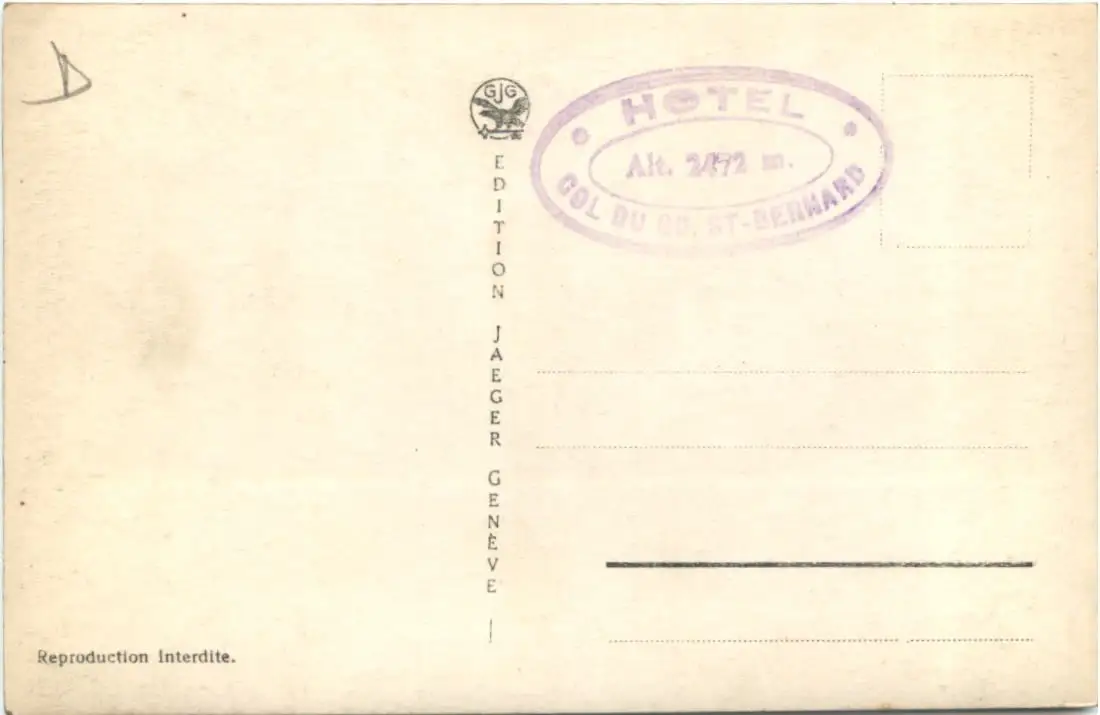 GJG
HOTEL
Alt. 2472 m.
COL DU GD. ST-BERNARD
EDITION JAEGER GENÈVE
Reproduction Interdite.